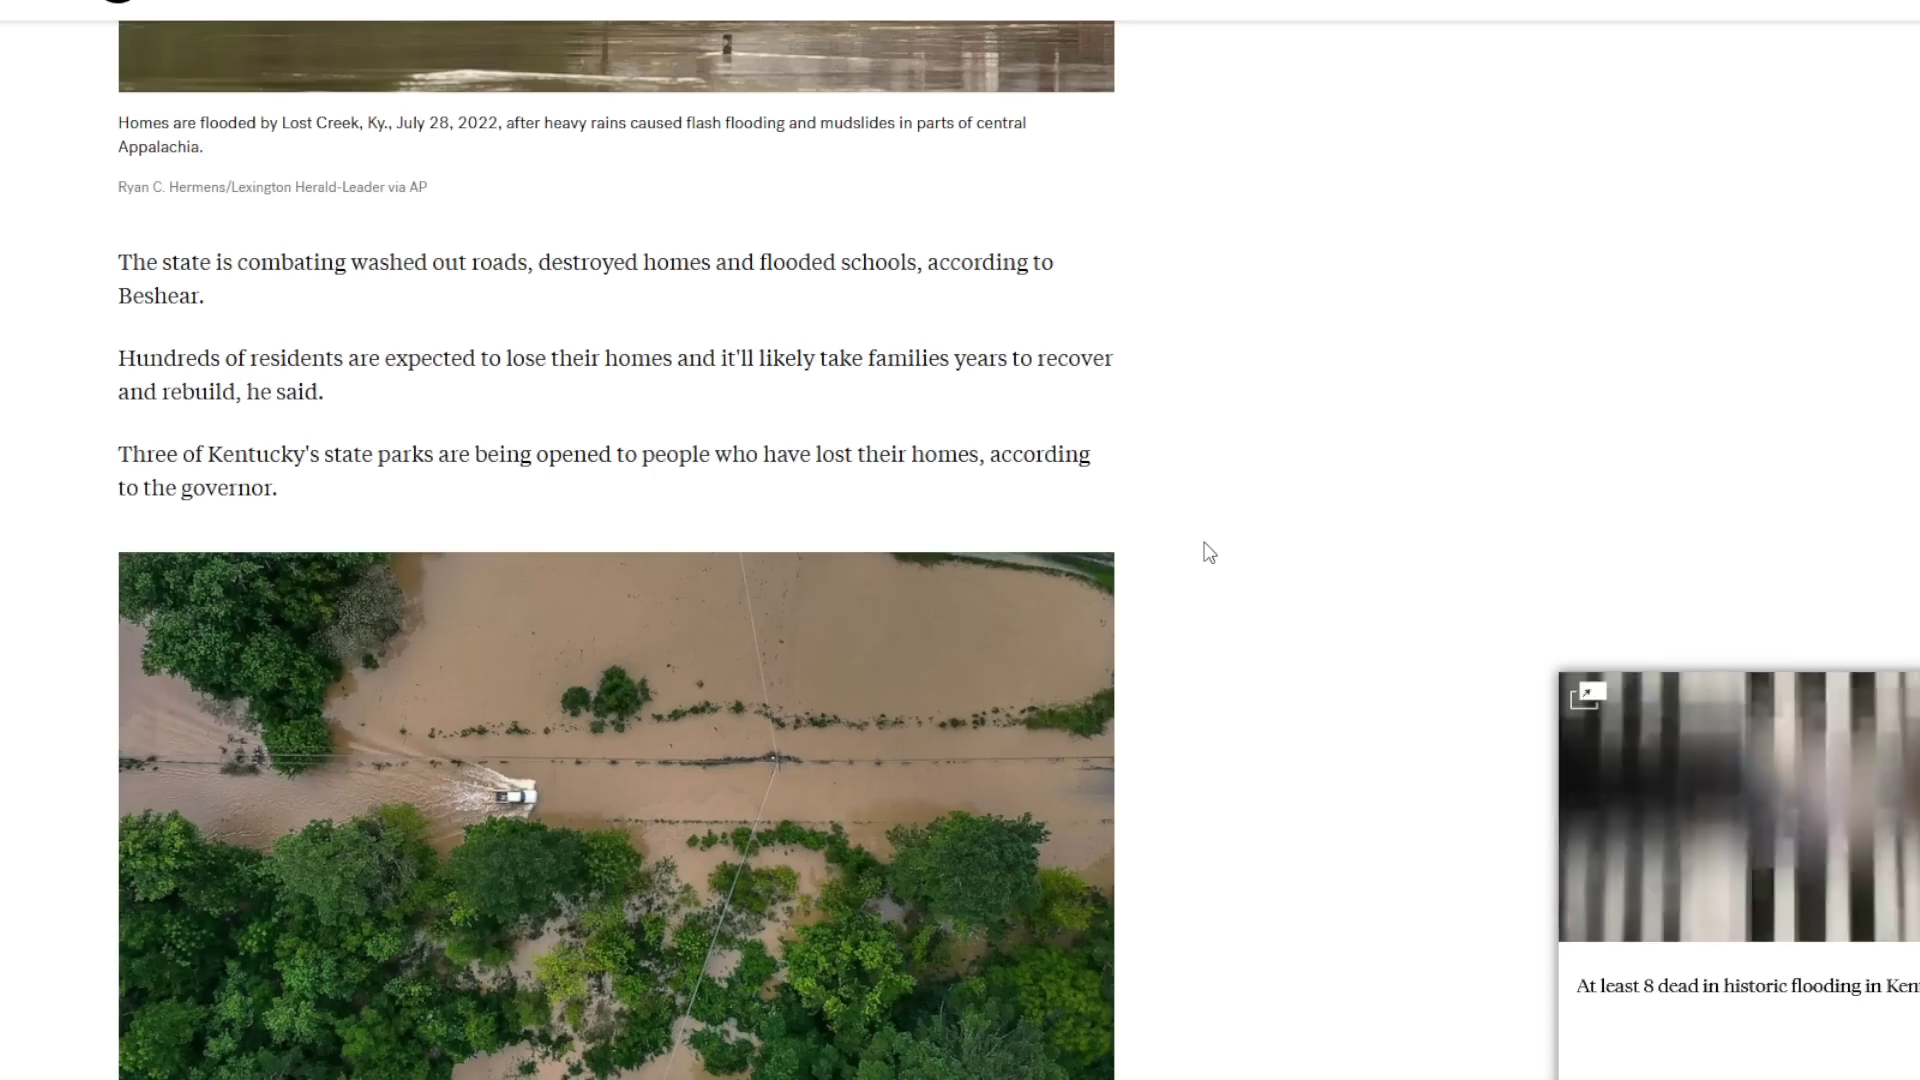 Homes are flooded by Lost Creek, Ky., July 28, 2022, after heavy rains caused flash flooding and mudslides in parts of central
Appalachia.
Ryan C. Hermens/Lexington Herald-Leader via AP
The state is combating washed out roads, destroyed homes and flooded schools, according to
Beshear.
Hundreds of residents are expected to lose their homes and it'll likely take families years to recover
and rebuild, he said.
Three of Kentucky's state parks are being opened to people who have lost their homes, according
to the governor.
At least 8 dead in historic flooding in Ken